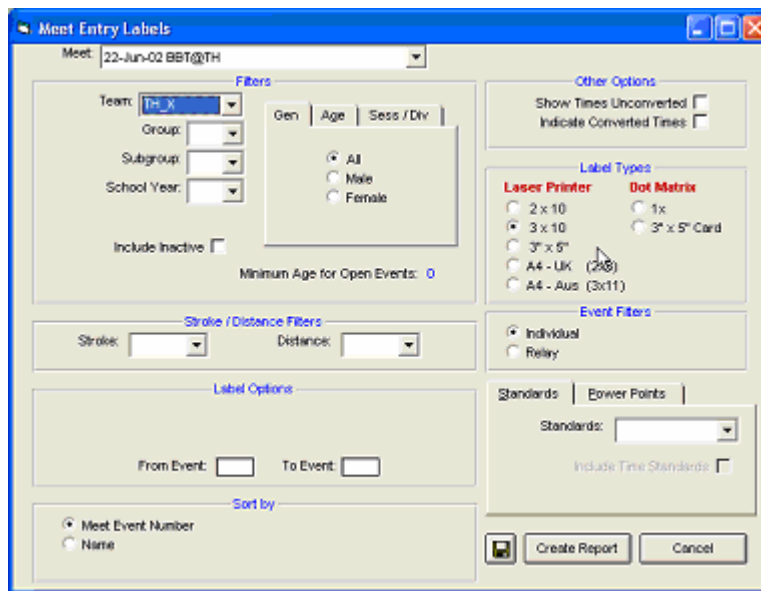 Meet Entry Labels
Meet: 22-Jun-02 BBT@TH
Filters
Team: TH_X
Group:
Subgroup:
School Year:
Include Inactive
Gen Age Sess / Div
All
Male
Female
Minimum Age for Open Events: 0
Stroke / Distance Filters
Stroke: Distance:
Label Options
From Event: To Event:
Sort by
Meet Event Number
Name
Other Options
Show Times Unconverted
Indicate Converted Times
Label Types
Laser Printer Dot Matrix
2 x 10 1x
3 x 10 3" x 5" Card
3" x 5"
A4 - UK
A4 - Aus (3x11)
Event Filters
Individual
Relay
Standards Power Points
Standards:
Include Time Standards
Create Report Cancel